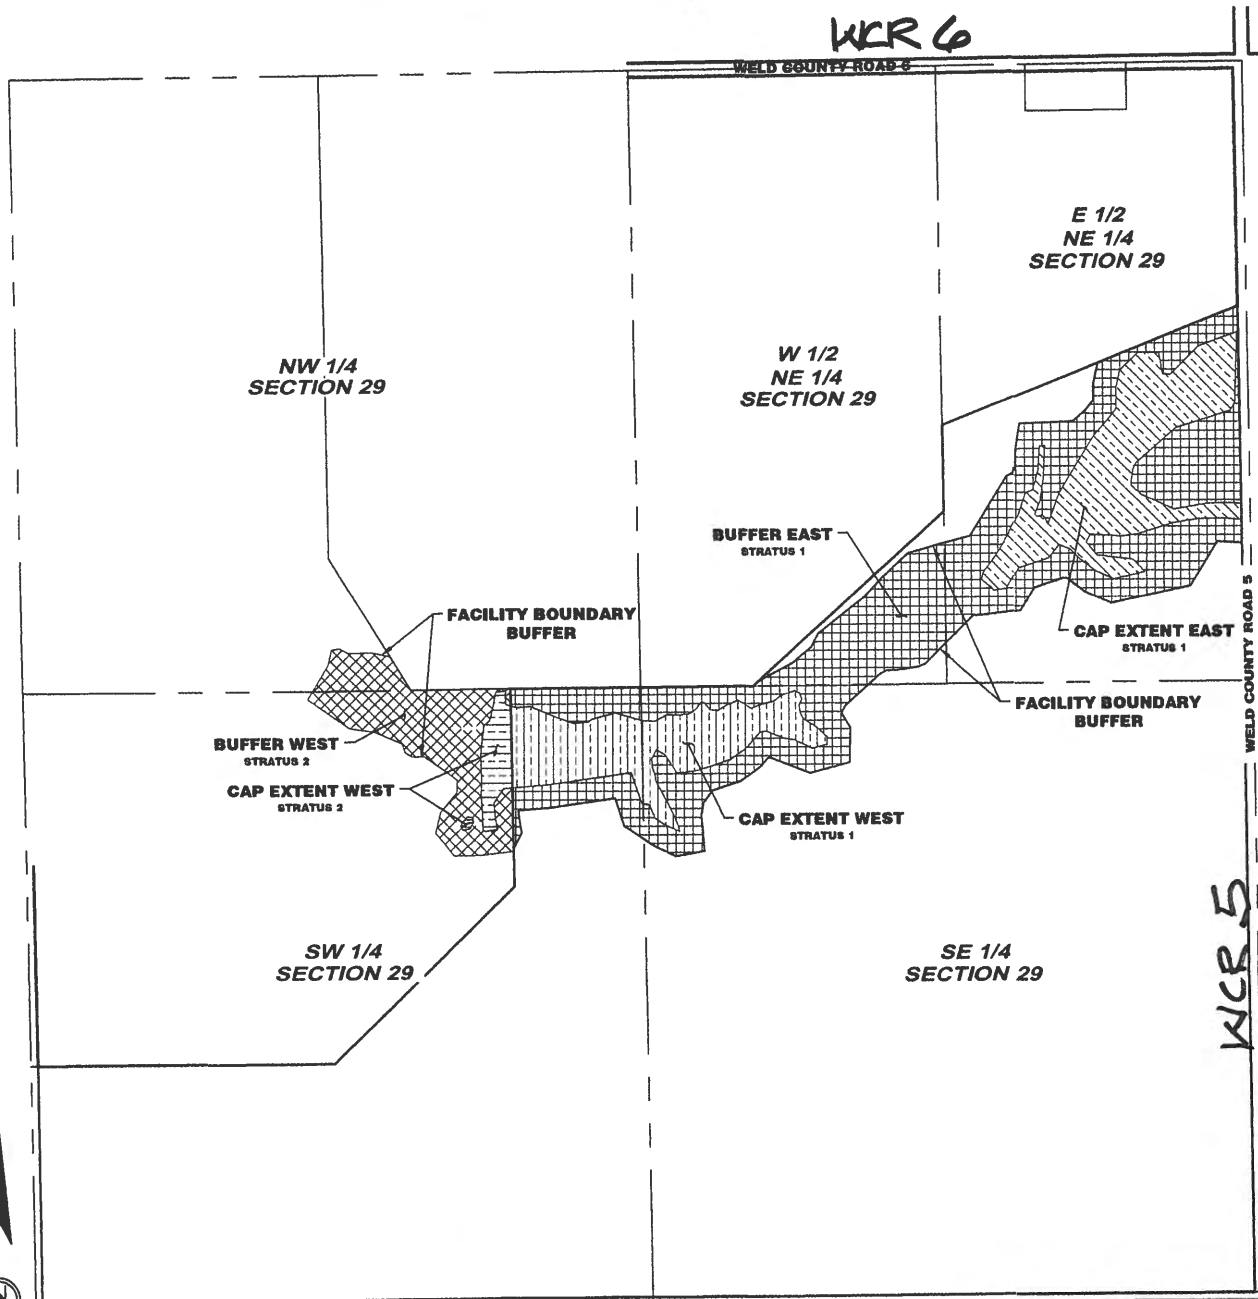 WCR 6
WELD COUNTY ROAD 6
E 1/2
NE 1/4
SECTION 29
NW 1/4
SECTION 29
W 1/2
NE 1/4
SECTION 29
BUFFER EAST
STRATUS 1
FACILITY BOUNDARY
BUFFER
CAP EXTENT EAST
STRATUS 1
WELD COUNTY ROAD 5
FACILITY BOUNDARY
BUFFER
BUFFER WEST
STRATUS 2
CAP EXTENT WEST
STRATUS 2
CAP EXTENT WEST
STRATUS 1
WCR 5
SW 1/4
SECTION 29
SE 1/4
SECTION 29